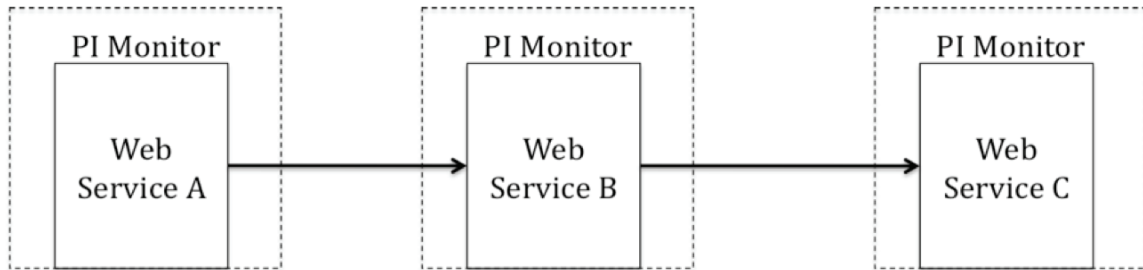 PI Monitor
Web
Service A
PI Monitor
Web
Service B
PI Monitor
Web
Service C